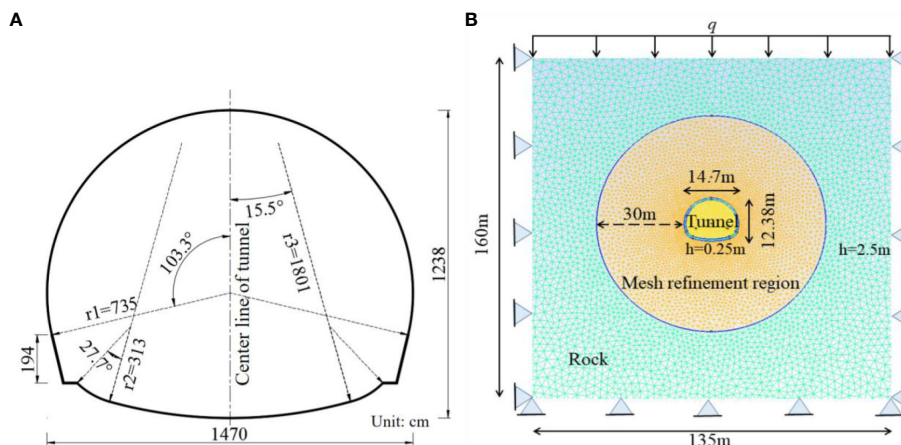 A
103.3°
15.5°
Center line of tunnel
r3=1801
r1=735
27.7°
r2=313
194
1238
Unit: cm
1470
B
q
160m
14.7m
30m
Tunnel
12.38m
h=0.25m
h=2.5m
Mesh refinement region
Rock
135m